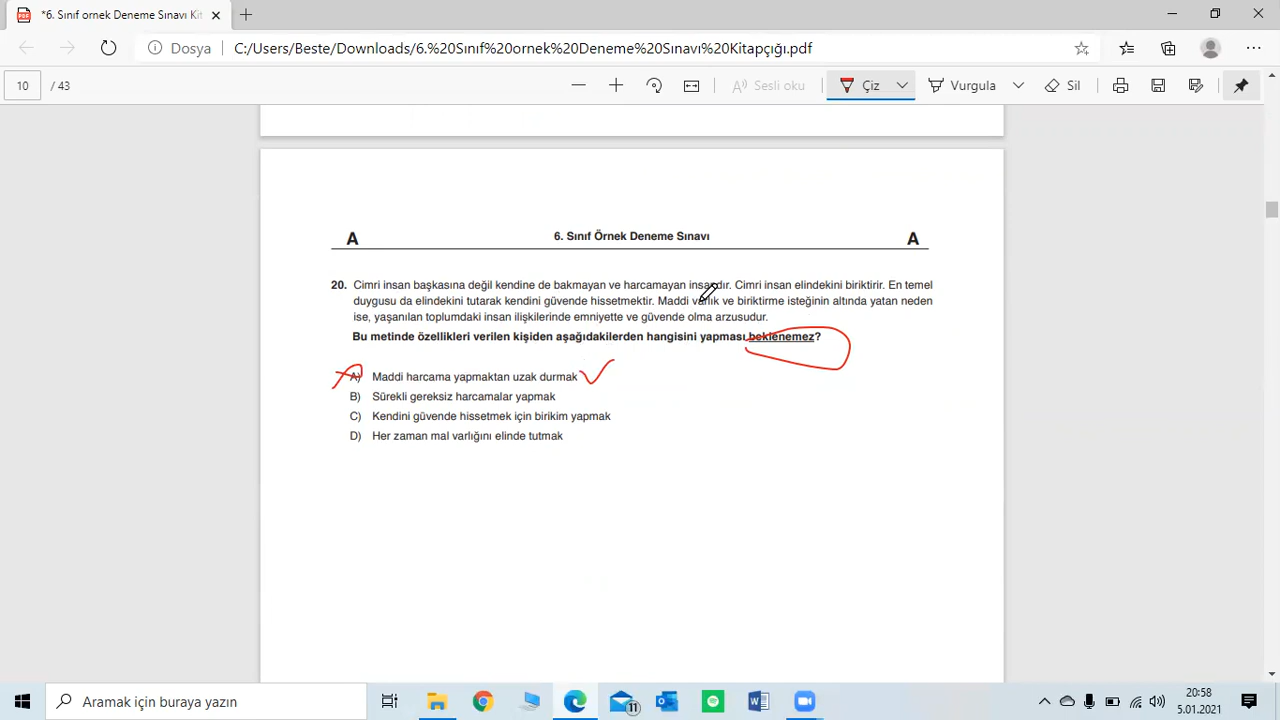 *6. Sınıf ornek Deneme Sınavı Kit
Dosya C:/Users/Beste/Downloads/6.%20Sınıf%20ornek%20Deneme%20Sınavı%20Kitapçığı.pdf
10 / 43 Sesli oku Çiz Vurgula Sil
A 6. Sınıf Örnek Deneme Sınavı A
20. Cimri insan başkasına değil kendine de bakmayan ve harcamayan insandır. Cimri insan elindekini biriktirir. En temel
duygusu da elindekini tutarak kendini güvende hissetmektir. Maddi varlık ve biriktirme isteğinin altında yatan neden
ise, yaşanılan toplumdaki insan ilişkilerinde emniyette ve güvende olma arzusudur.
Bu metinde özellikleri verilen kişiden aşağıdakilerden hangisini yapması beklenemez?
A) Maddi harcama yapmaktan uzak durmak
B) Sürekli gereksiz harcamalar yapmak
C) Kendini güvende hissetmek için birikim yapmak
D) Her zaman mal varlığını elinde tutmak
Aramak için buraya yazın
11
20:58
5.01.2021